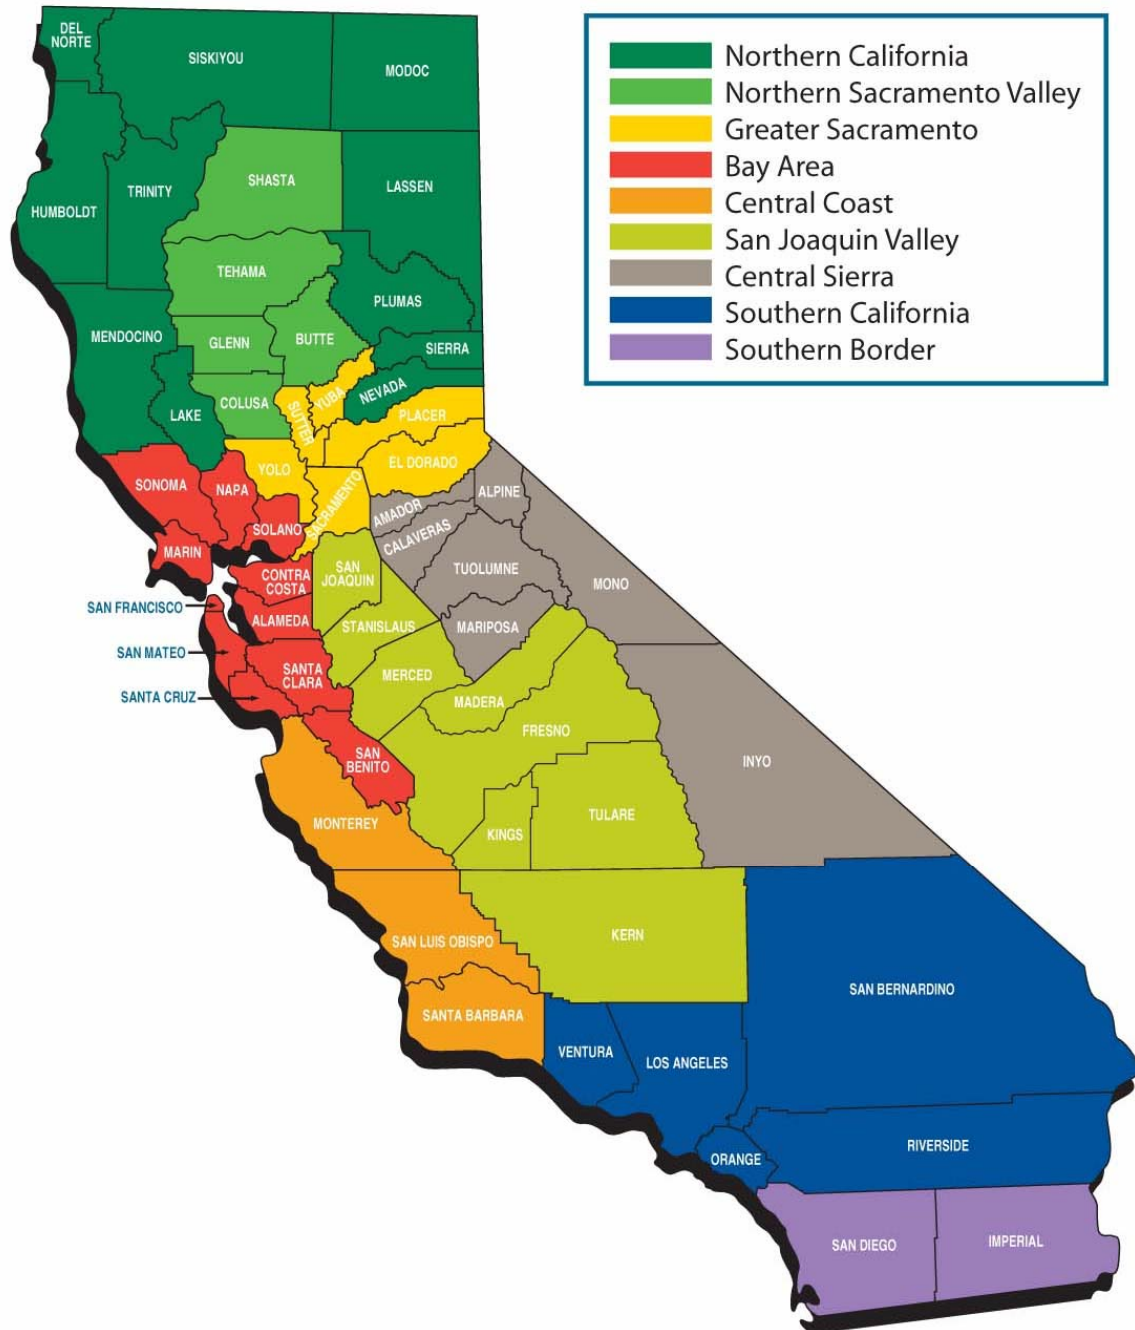 Northern California
Northern Sacramento Valley
Greater Sacramento
Bay Area
Central Coast
San Joaquin Valley
Central Sierra
Southern California
Southern Border
DEL
NORTE
SISKIYOU
MODOC
HUMBOLDT
TRINITY
SHASTA
LASSEN
TEHAMA
PLUMAS
MENDOCINO
GLENN
BUTTE
SIERRA
LAKE
COLUSA
SUTTER
YUBA
NEVADA
PLACER
EL DORADO
SONOMA
NAPA
YOLO
SACRAMENTO
AMADOR
ALPINE
SOLANO
CALAVERAS
MARIN
CONTRA
COSTA
SAN
JOAQUIN
TUOLUMNE
MONO
SAN FRANCISCO
ALAMEDA
STANISLAUS
MARIPOSA
SAN MATEO
SANTA
CLARA
MERCED
SANTA CRUZ
MADERA
FRESNO
SAN
BENITO
INYO
MONTEREY
KINGS
TULARE
SAN LUIS OBISPO
KERN
SAN BERNARDINO
SANTA BARBARA
VENTURA
LOS ANGELES
ORANGE
RIVERSIDE
SAN DIEGO
IMPERIAL